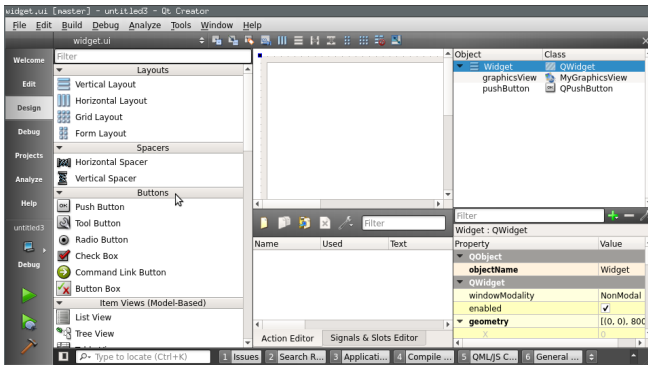 widget.ui [master] - untitled3 - Qt Creator
File Edit Build Debug Analyze Tools Window Help
widget.ui
Welcome
Edit
Design
Debug
Projects
Analyze
Help
untitled3
Debug
Filter
Layouts
Vertical Layout
Horizontal Layout
Grid Layout
Form Layout
Spacers
Horizontal Spacer
Vertical Spacer
Buttons
Push Button
Tool Button
Radio Button
Check Box
Command Link Button
Button Box
Item Views (Model-Based)
List View
Tree View
Filter
Name Used Text
Action Editor Signals & Slots Editor
Object Class
Widget QWidget
graphicsView MyGraphicsView
pushButton QPushButton
Filter
Widget : QWidget
Property Value
QObject
objectName Widget
QWidget
windowModality NonModal
enabled
geometry [(0, 0), 800
X 0
Type to locate (Ctrl+K) 1 Issues 2 Search R... 3 Applicati... 4 Compile ... 5 QML/JS C... 6 General ...